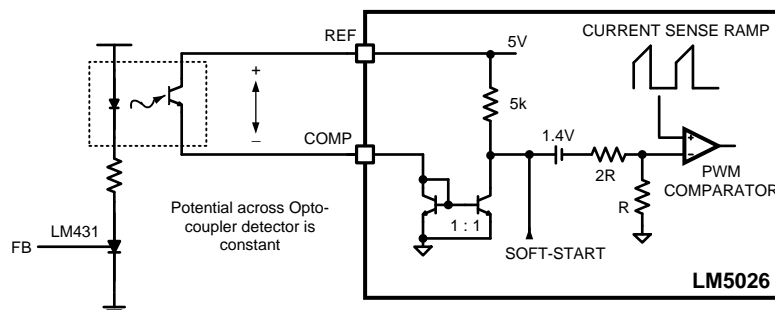 CURRENT SENSE RAMP
REF
5V
+
5k
1.4V
+
–
–
COMP
2R
PWM
COMPARATOR
R
Potential across Opto-
coupler detector is
constant
1 : 1
LM431
FB
SOFT-START
LM5026